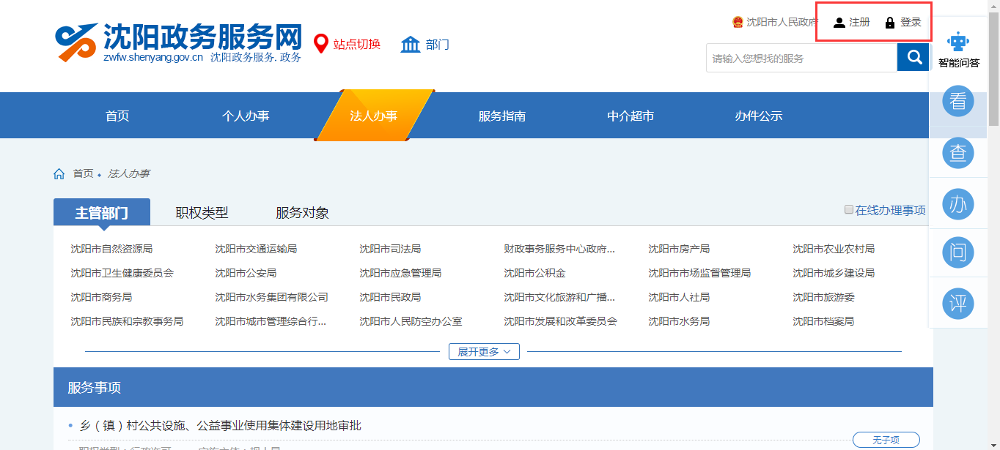 沈阳市人民政府 注册 登录
沈阳政务服务网
zwfw.shenyang.gov.cn 沈阳政务服务. 政务
站点切换 部门
请输入您想找的服务
智能问答
首页 个人办事 法人办事 服务指南 中介超市 办件公示
看
查
办
问
评
首页 法人办事
主管部门 职权类型 服务对象 在线办理事项
沈阳市自然资源局 沈阳市交通运输局 沈阳市司法局 财政事务服务中心政府... 沈阳市房产局 沈阳市农业农村局
沈阳市卫生健康委员会 沈阳市公安局 沈阳市应急管理局 沈阳市公积金 沈阳市市场监督管理局 沈阳市城乡建设局
沈阳市商务局 沈阳市水务集团有限公司 沈阳市民政局 沈阳市文化旅游和广播... 沈阳市人社局 沈阳市旅游委
沈阳市民族和宗教事务局 沈阳市城市管理综合行... 沈阳市人民防空办公室 沈阳市发展和改革委员会 沈阳市水务局 沈阳市档案局
展开更多
服务事项
乡（镇）村公共设施、公益事业使用集体建设用地审批
无子项